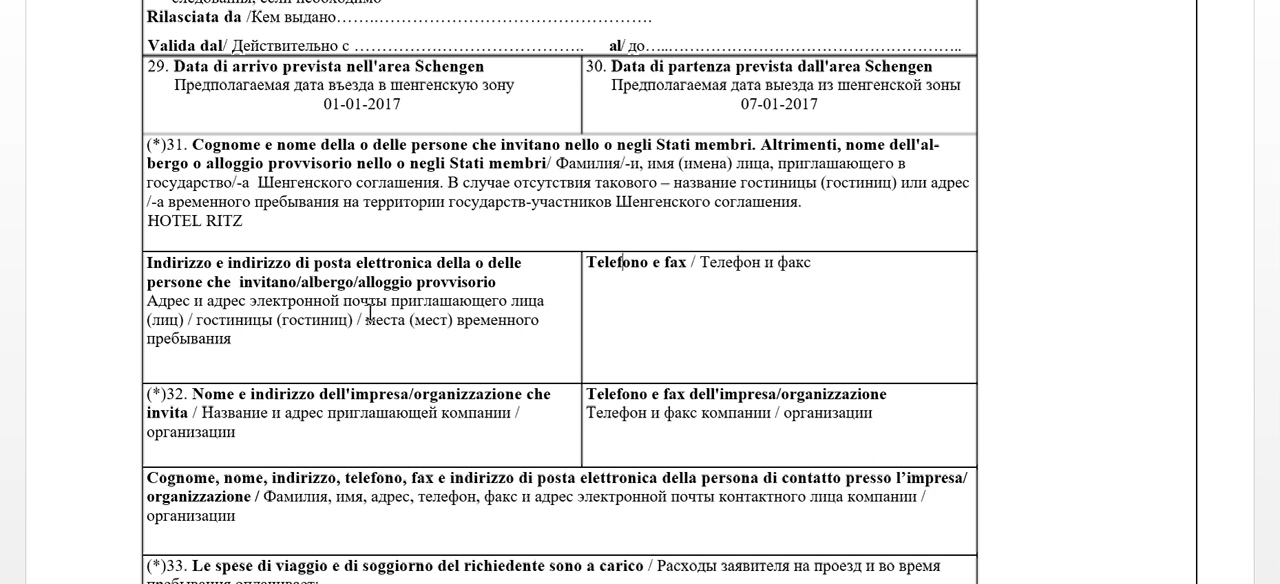 следования, если необходимо
Rilasciata da /Кем выдано……..……………………………………………….
Valida dal/ Действительно с …………….…………………….. al/ до…..………………………………………………..
29. Data di arrivo prevista nell'area Schengen
Предполагаемая дата въезда в шенгенскую зону
01-01-2017
30. Data di partenza prevista dall'area Schengen
Предполагаемая дата выезда из шенгенской зоны
07-01-2017
(*)31. Cognome e nome della o delle persone che invitano nello o negli Stati membri. Altrimenti, nome dell'al-
bergo o alloggio provvisorio nello o negli Stati membri/ Фамилия/-и, имя (имена) лица, приглашающего в
государство/-а Шенгенского соглашения. В случае отсутствия такового – название гостиницы (гостиниц) или адрес
/-а временного пребывания на территории государств-участников Шенгенского соглашения.
HOTEL RITZ
Indirizzo e indirizzo di posta elettronica della o delle
persone che invitano/albergo/alloggio provvisorio
Адрес и адрес электронной почты приглашающего лица
(лиц) / гостиницы (гостиниц) / места (мест) временного
пребывания
Telefono e fax / Телефон и факс
(*)32. Nome e indirizzo dell'impresa/organizzazione che
invita / Название и адрес приглашающей компании /
организации
Telefono e fax dell'impresa/organizzazione
Телефон и факс компании / организации
Cognome, nome, indirizzo, telefono, fax e indirizzo di posta elettronica della persona di contatto presso l’impresa/
organizzazione / Фамилия, имя, адрес, телефон, факс и адрес электронной почты контактного лица компании /
организации
(*)33. Le spese di viaggio e di soggiorno del richiedente sono a carico / Расходы заявителя на проезд и во время
пребывания оплачивает: